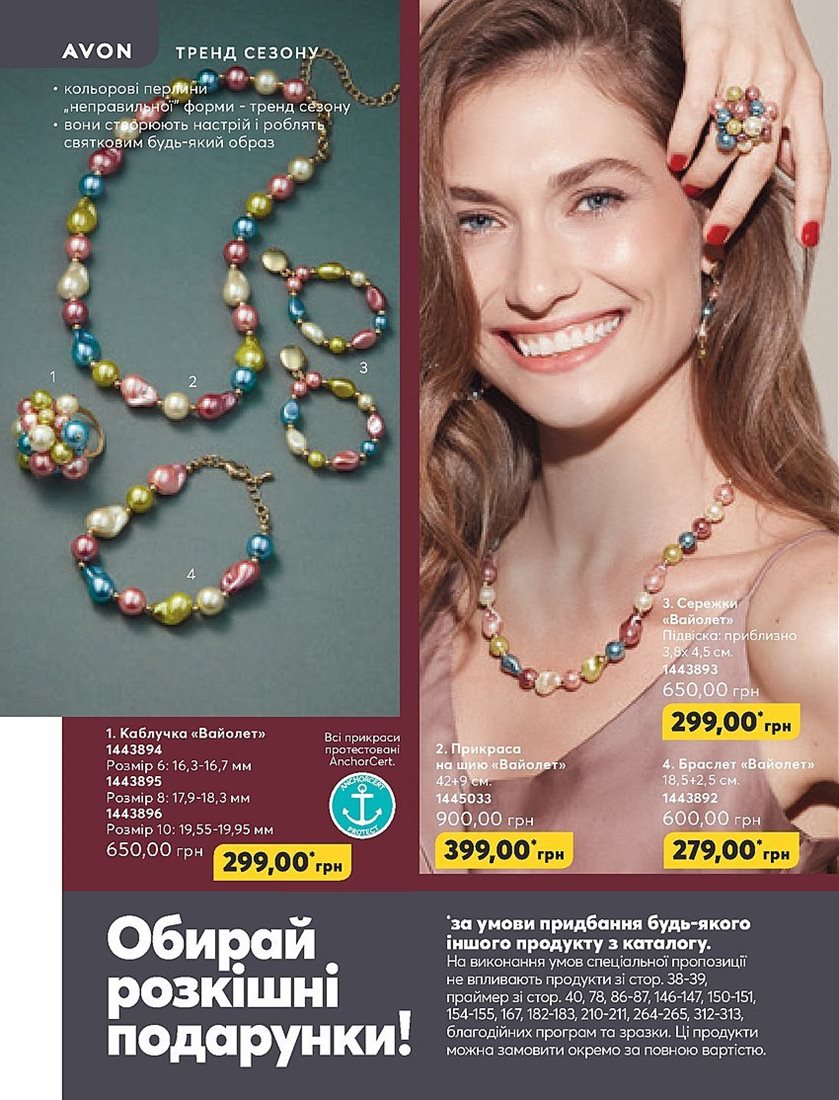 AVON
ТРЕНД СЕЗОНУ
• кольорові перлини
„неправильної” форми - тренд сезону
• вони створюють настрій і роблять
святковим будь-який образ
1
2
3
4
3. Сережки
«Вайолет»
Підвіска: приблизно
3,8х 4,5 см.
1443893
650,00 грн
299,00* грн
1. Каблучка «Вайолет»
1443894
Розмір 6: 16,3-16,7 мм
1443895
Розмір 8: 17,9-18,3 мм
1443896
Розмір 10: 19,55-19,95 мм
650,00 грн
299,00* грн
Всі прикраси
протестовані
AnchorCert.
ANCHORCERT
PROTECT
2. Прикраса
на шию «Вайолет»
42+9 см.
1445033
900,00 грн
399,00* грн
4. Браслет «Вайолет»
18,5+2,5 см.
1443892
600,00 грн
279,00* грн
Обирай
розкішні
подарунки!
*за умови придбання будь-якого
іншого продукту з каталогу.
На виконання умов спеціальної пропозиції
не впливають продукти зі стор. 38-39,
праймер зі стор. 40, 78, 86-87, 146-147, 150-151,
154-155, 167, 182-183, 210-211, 264-265, 312-313,
благодійних програм та зразки. Ці продукти
можна замовити окремо за повною вартістю.